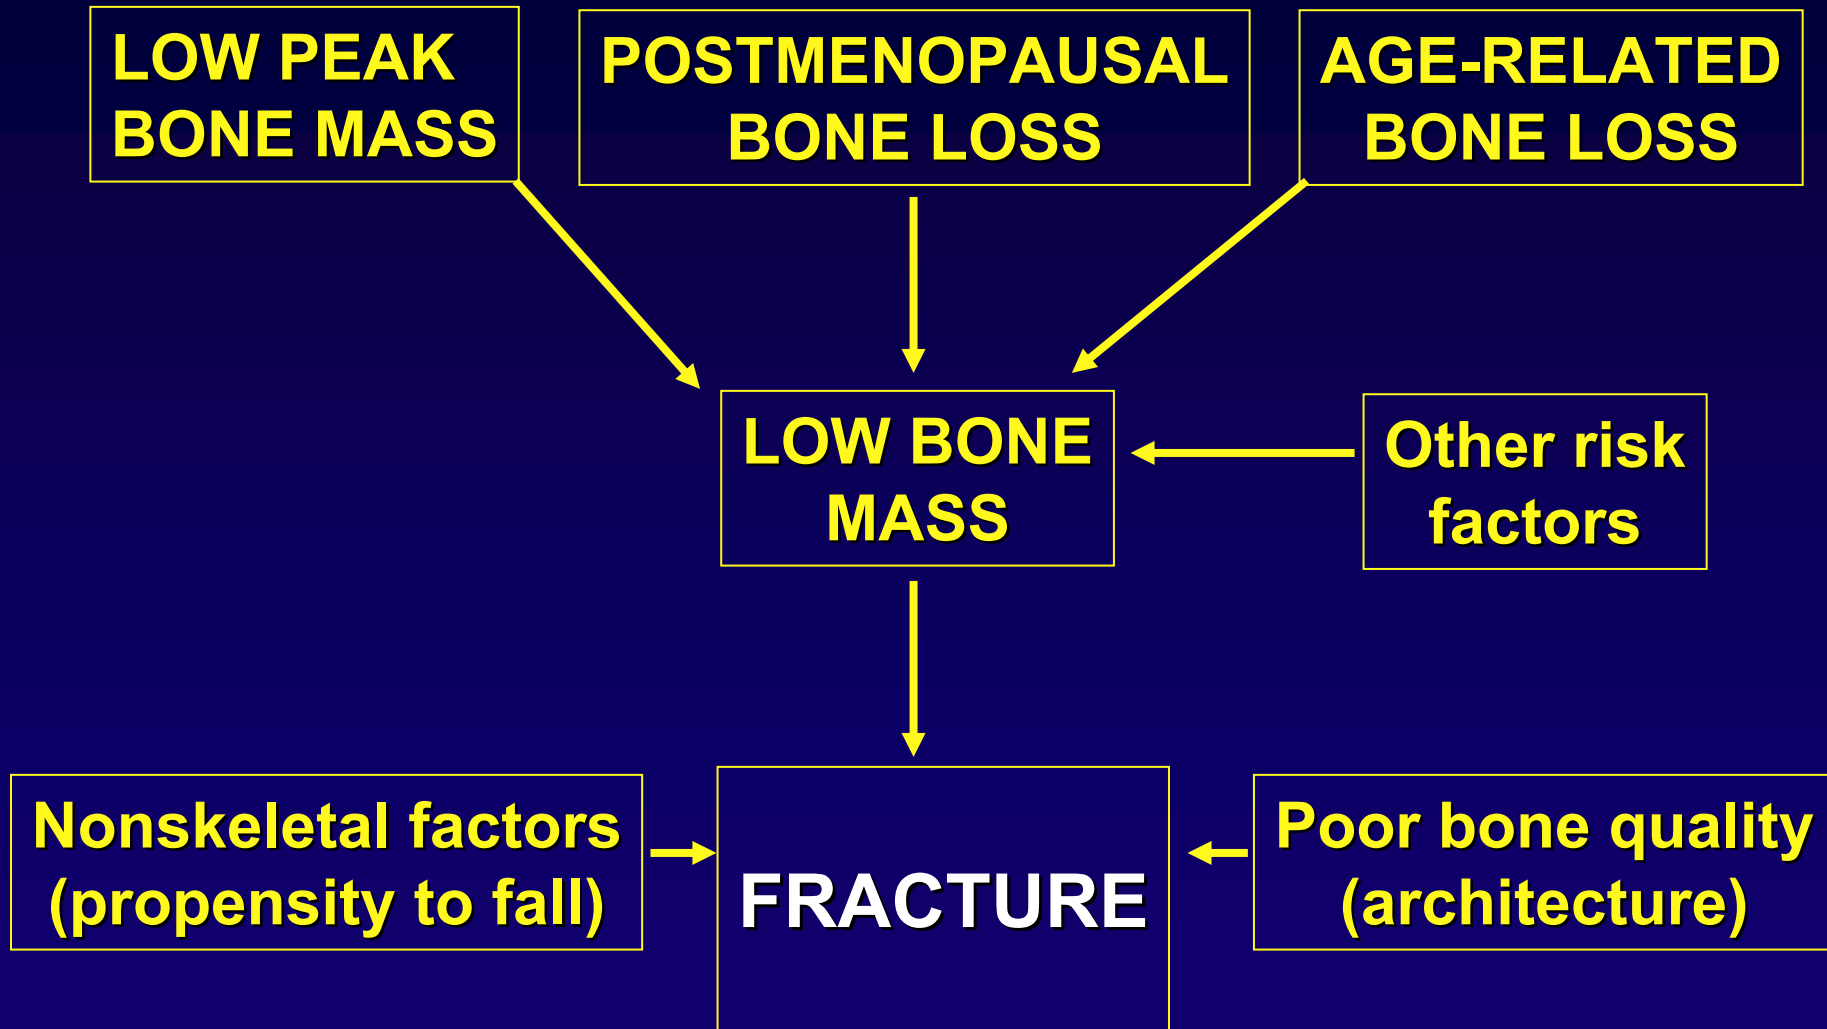 LOW PEAK
BONE MASS
POSTMENOPAUSAL
BONE LOSS
AGE-RELATED
BONE LOSS
LOW BONE
MASS
Other risk
factors
Nonskeletal factors
(propensity to fall)
FRACTURE
Poor bone quality
(architecture)